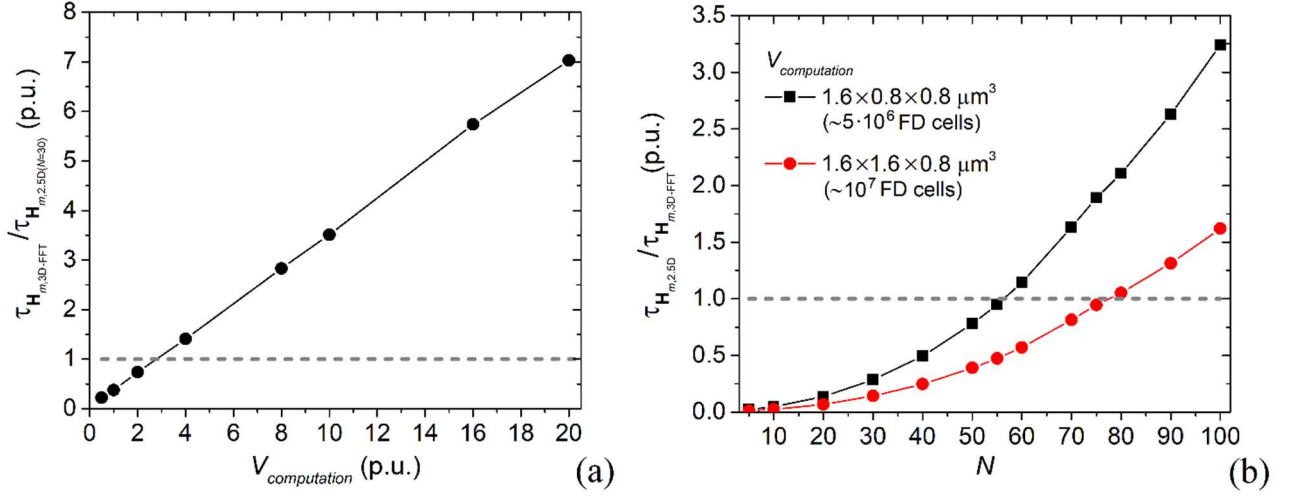 8
7
6
5
4
3
2
1
0
τHm,3D-FFT/τHm,2.5D(N=30) (p.u.)
0 2 4 6 8 10 12 14 16 18 20
Vcomputation (p.u.)
(a)
3.5
3.0
2.5
2.0
1.5
1.0
0.5
0.0
τHm,2.5D/τHm,3D-FFT (p.u.)
Vcomputation
1.6×0.8×0.8 μm³
(~5·10⁶ FD cells)
1.6×1.6×0.8 μm³
(~10⁷ FD cells)
10 20 30 40 50 60 70 80 90 100
N
(b)